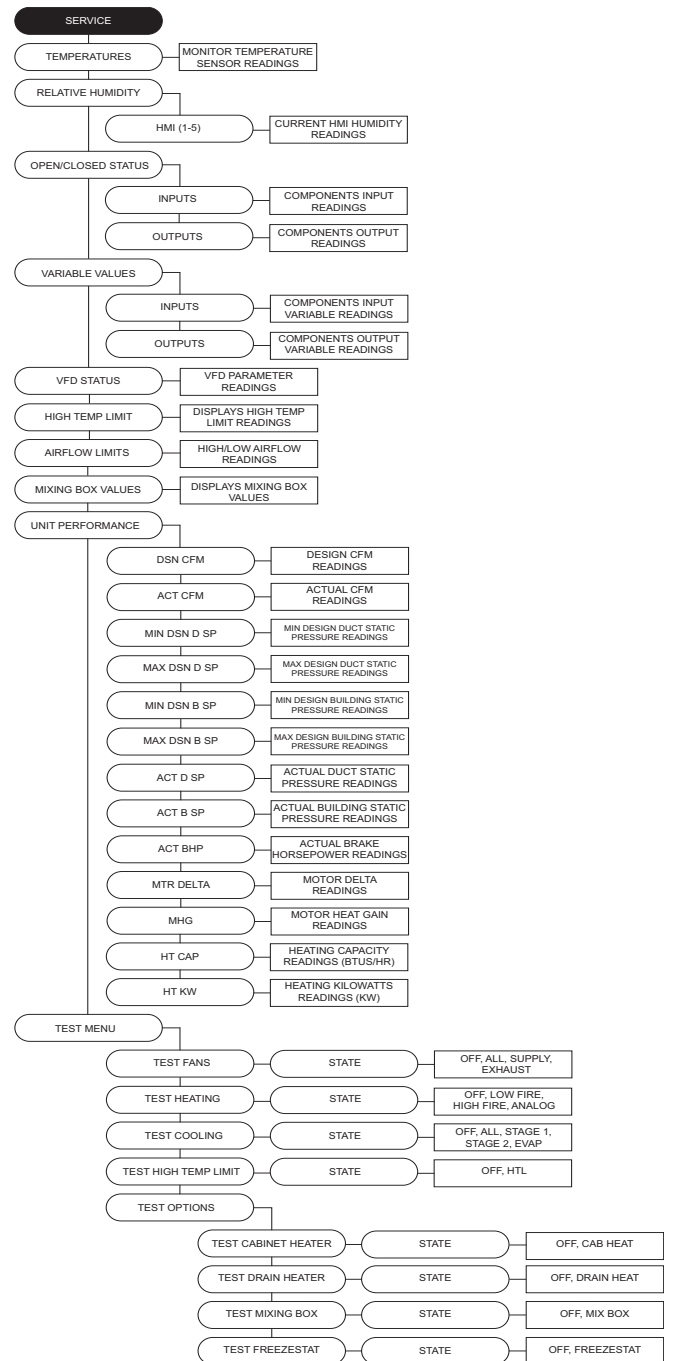 SERVICE
TEMPERATURES
MONITOR TEMPERATURE
SENSOR READINGS
RELATIVE HUMIDITY
HMI (1-5)
CURRENT HMI HUMIDITY
READINGS
OPEN/CLOSED STATUS
INPUTS
COMPONENTS INPUT
READINGS
OUTPUTS
COMPONENTS OUTPUT
READINGS
VARIABLE VALUES
INPUTS
COMPONENTS INPUT
VARIABLE READINGS
OUTPUTS
COMPONENTS OUTPUT
VARIABLE READINGS
VFD STATUS
VFD PARAMETER
READINGS
HIGH TEMP LIMIT
DISPLAYS HIGH TEMP
LIMIT READINGS
AIRFLOW LIMITS
HIGH/LOW AIRFLOW
READINGS
MIXING BOX VALUES
DISPLAYS MIXING BOX
VALUES
UNIT PERFORMANCE
DSN CFM
DESIGN CFM
READINGS
ACT CFM
ACTUAL CFM
READINGS
MIN DSN D SP
MIN DESIGN DUCT STATIC
PRESSURE READINGS
MAX DSN D SP
MAX DESIGN DUCT STATIC
PRESSURE READINGS
MIN DSN B SP
MIN DESIGN BUILDING STATIC
PRESSURE READINGS
MAX DSN B SP
MAX DESIGN BUILDING STATIC
PRESSURE READINGS
ACT D SP
ACTUAL DUCT STATIC
PRESSURE READINGS
ACT B SP
ACTUAL BUILDING STATIC
PRESSURE READINGS
ACT BHP
ACTUAL BRAKE
HORSEPOWER READINGS
MTR DELTA
MOTOR DELTA
READINGS
MHG
MOTOR HEAT GAIN
READINGS
HT CAP
HEATING CAPACITY
READINGS (BTUS/HR)
HT KW
HEATING KILOWATTS
READINGS (KW)
TEST MENU
TEST FANS
STATE
OFF, ALL, SUPPLY,
EXHAUST
TEST HEATING
STATE
OFF, LOW FIRE,
HIGH FIRE, ANALOG
TEST COOLING
STATE
OFF, ALL, STAGE 1,
STAGE 2, EVAP
TEST HIGH TEMP LIMIT
STATE
OFF, HTL
TEST OPTIONS
TEST CABINET HEATER
STATE
OFF, CAB HEAT
TEST DRAIN HEATER
STATE
OFF, DRAIN HEAT
TEST MIXING BOX
STATE
OFF, MIX BOX
TEST FREEZESTAT
STATE
OFF, FREEZESTAT